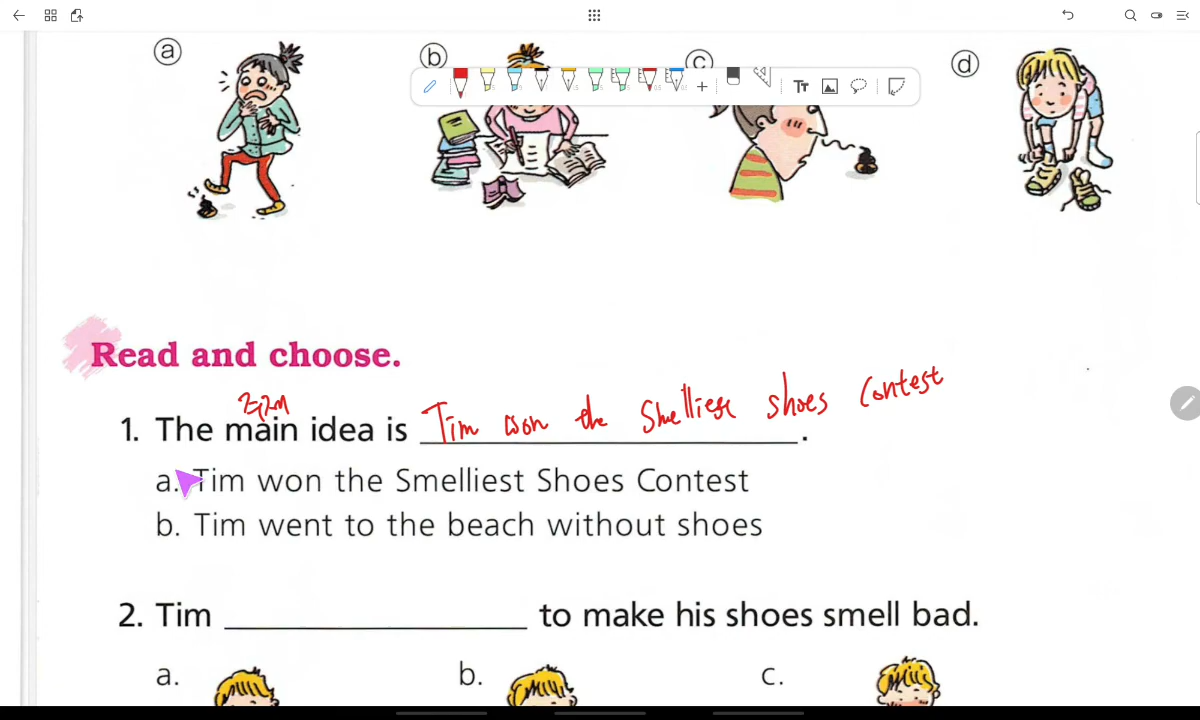 a b c d
Read and choose.
1. The main idea is Tim won the Smelliest shoes Contest.
a. Tim won the Smelliest Shoes Contest
b. Tim went to the beach without shoes
2. Tim ____________ to make his shoes smell bad.
a. b. c.